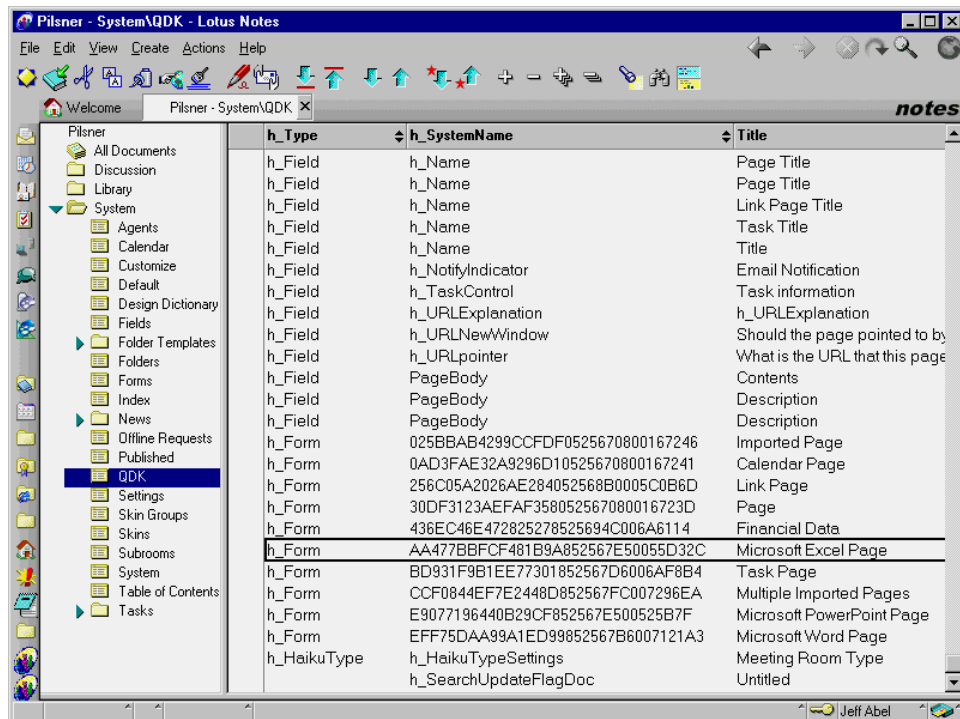 Pilsner - System\QDK - Lotus Notes
File Edit View Create Actions Help
Welcome Pilsner - System\QDK notes
Pilsner
All Documents
Discussion
Library
System
Agents
Calendar
Customize
Default
Design Dictionary
Fields
Folder Templates
Folders
Forms
Index
News
Offline Requests
Published
QDK
Settings
Skin Groups
Skins
Subrooms
System
Table of Contents
Tasks
h_Type h_SystemName Title
h_Field h_Name Page Title
h_Field h_Name Page Title
h_Field h_Name Link Page Title
h_Field h_Name Task Title
h_Field h_Name Title
h_Field h_NotifyIndicator Email Notification
h_Field h_TaskControl Task information
h_Field h_URLExplanation h_URLExplanation
h_Field h_URLNewWindow Should the page pointed to by
h_Field h_URLpointer What is the URL that this page
h_Field PageBody Contents
h_Field PageBody Description
h_Field PageBody Description
h_Form 025BBAB4299CCFDF0525670800167246 Imported Page
h_Form 0AD3FAE32A9296D10525670800167241 Calendar Page
h_Form 256C05A2026AE284052568B0005C0B6D Link Page
h_Form 30DF3123AEFAF358052567080016723D Page
h_Form 436EC46E472825278525694C006A6114 Financial Data
h_Form AA477BBFCF481B9A852567E50055D32C Microsoft Excel Page
h_Form BD931F9B1EE77301852567D6006AF8B4 Task Page
h_Form CCF0844EF7E2448D852567FC007296EA Multiple Imported Pages
h_Form E9077196440B29CF852567E500525B7F Microsoft PowerPoint Page
h_Form EFF75DAA99A1ED99852567B6007121A3 Microsoft Word Page
h_HaikuType h_HaikuTypeSettings Meeting Room Type
h_SearchUpdateFlagDoc Untitled
Jeff Abel